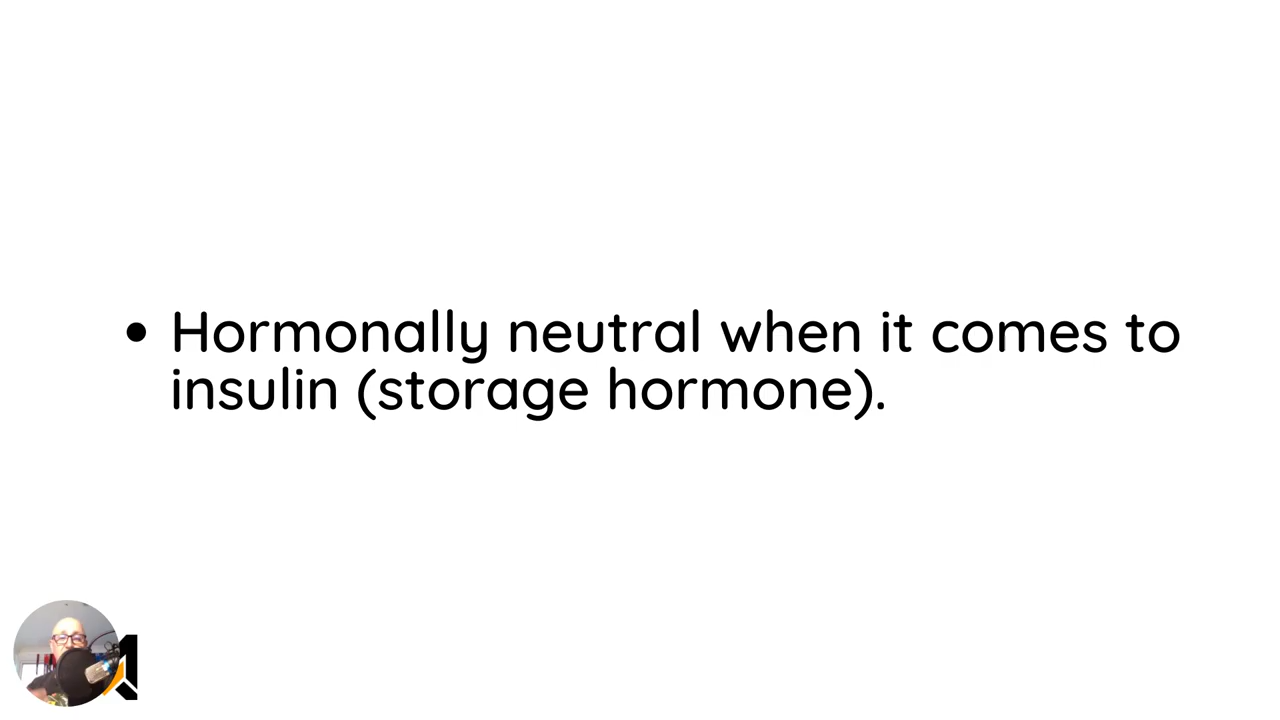 • Hormonally neutral when it comes to
insulin (storage hormone).